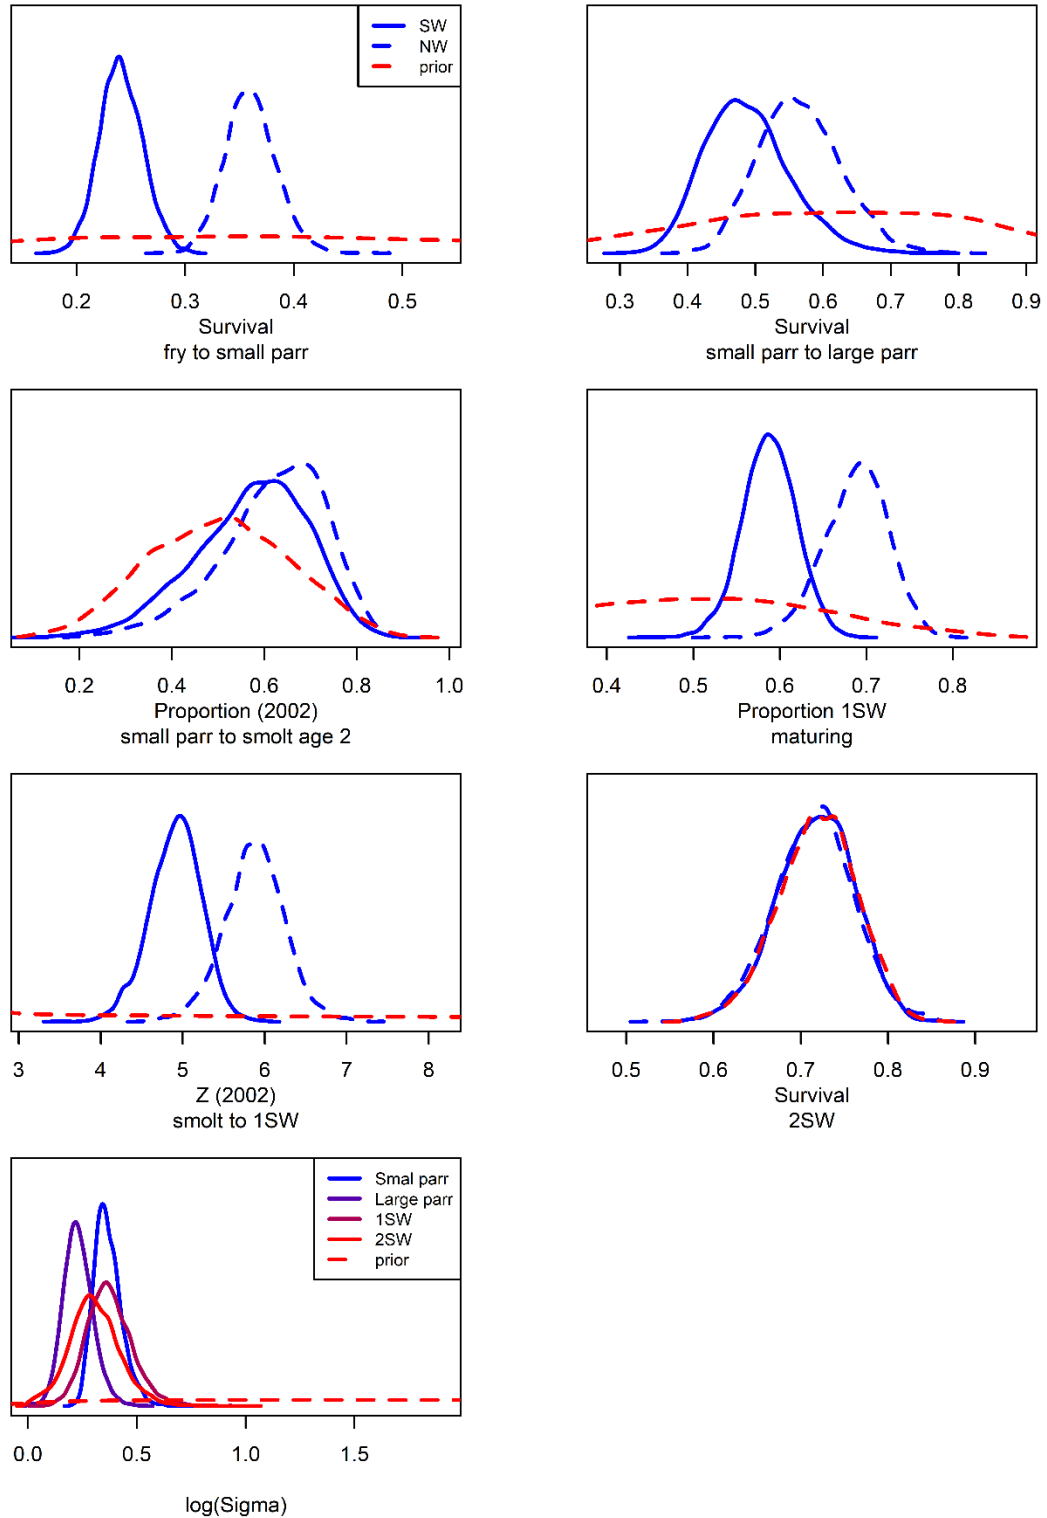 SW
NW
prior
0.2 0.3 0.4 0.5
Survival
fry to small parr
0.3 0.4 0.5 0.6 0.7 0.8 0.9
Survival
small parr to large parr
0.2 0.4 0.6 0.8 1.0
Proportion (2002)
small parr to smolt age 2
0.4 0.5 0.6 0.7 0.8
Proportion 1SW
maturing
3 4 5 6 7 8
Z (2002)
smolt to 1SW
0.5 0.6 0.7 0.8 0.9
Survival
2SW
Smal parr
Large parr
1SW
2SW
prior
0.0 0.5 1.0 1.5
log(Sigma)